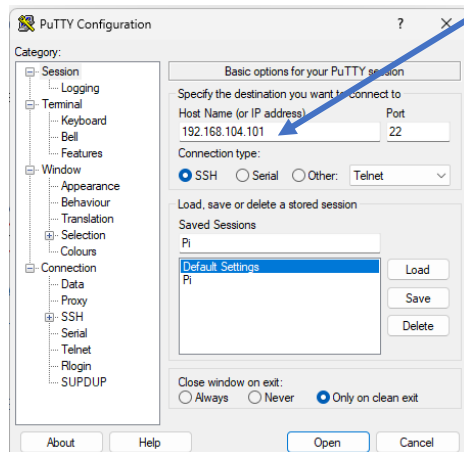 PuTTY Configuration ? ×
Category:
Session
Logging
Terminal
Keyboard
Bell
Features
Window
Appearance
Behaviour
Translation
Selection
Colours
Connection
Data
Proxy
SSH
Serial
Telnet
Rlogin
SUPDUP
Basic options for your PuTTY session
Specify the destination you want to connect to
Host Name (or IP address) Port
192.168.104.101 22
Connection type:
SSH Serial Other: Telnet
Load, save or delete a stored session
Saved Sessions
Pi
Default Settings
Pi
Load
Save
Delete
Close window on exit:
Always Never Only on clean exit
About Help Open Cancel